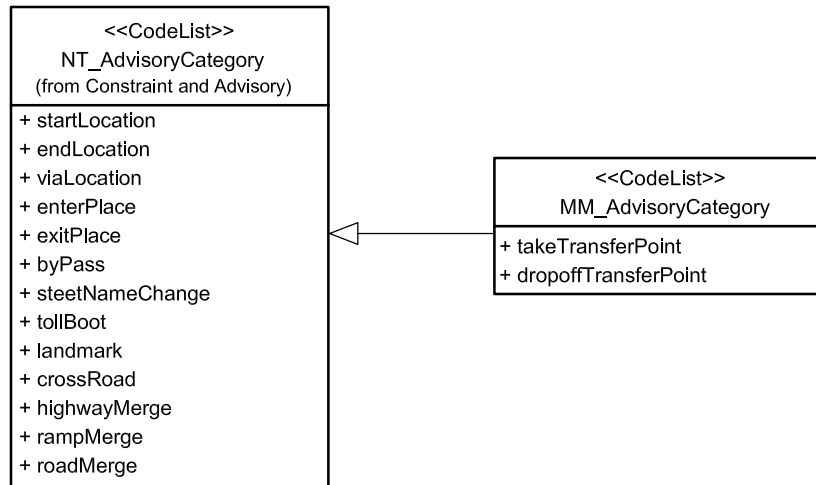 <<CodeList>>
NT_AdvisoryCategory
(from Constraint and Advisory)
+ startLocation
+ endLocation
+ viaLocation
+ enterPlace
+ exitPlace
+ byPass
+ steetNameChange
+ tollBoot
+ landmark
+ crossRoad
+ highwayMerge
+ rampMerge
+ roadMerge
<<CodeList>>
MM_AdvisoryCategory
+ takeTransferPoint
+ dropoffTransferPoint